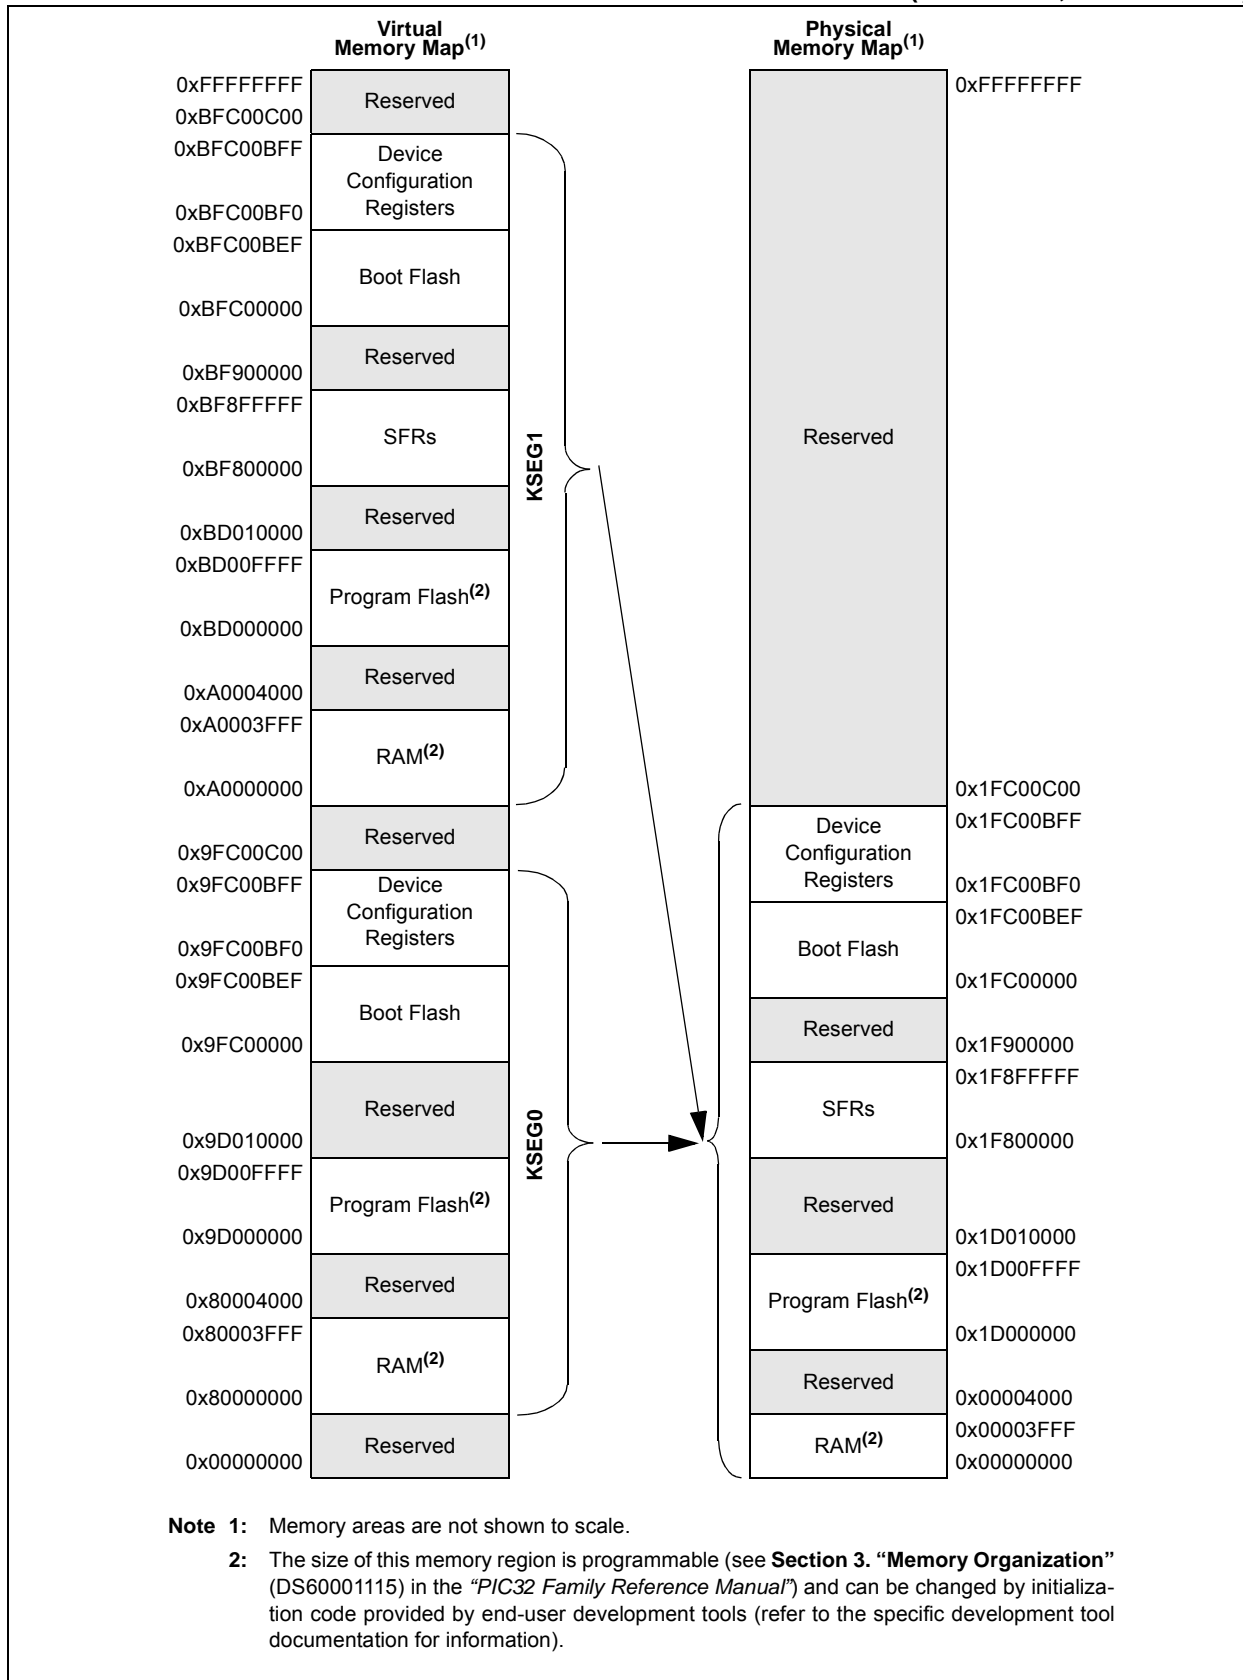 Virtual
Memory Map(1)
0xFFFFFFFF
Reserved
0xBFC00C00
0xBFC00BFF
Device
Configuration
Registers
0xBFC00BF0
0xBFC00BEF
Boot Flash
0xBFC00000
Reserved
0xBF900000
0xBF8FFFFF
SFRs
0xBF800000
Reserved
0xBD010000
0xBD00FFFF
Program Flash(2)
0xBD000000
Reserved
0xA0004000
0xA0003FFF
RAM(2)
0xA0000000
KSEG1
Reserved
0x9FC00C00
0x9FC00BFF
Device
Configuration
Registers
0x9FC00BF0
0x9FC00BEF
Boot Flash
0x9FC00000
Reserved
0x9D010000
0x9D00FFFF
Program Flash(2)
0x9D000000
Reserved
0x80004000
0x80003FFF
RAM(2)
0x80000000
KSEG0
Reserved
0x00000000
Physical
Memory Map(1)
0xFFFFFFFF
Reserved
0x1FC00C00
0x1FC00BFF
Device
Configuration
Registers
0x1FC00BF0
0x1FC00BEF
Boot Flash
0x1FC00000
Reserved
0x1F900000
0x1F8FFFFF
SFRs
0x1F800000
Reserved
0x1D010000
0x1D00FFFF
Program Flash(2)
0x1D000000
Reserved
0x00004000
0x00003FFF
RAM(2)
0x00000000
Note 1: Memory areas are not shown to scale.
2: The size of this memory region is programmable (see Section 3. “Memory Organization”
(DS60001115) in the “PIC32 Family Reference Manual”) and can be changed by initializa-
tion code provided by end-user development tools (refer to the specific development tool
documentation for information).